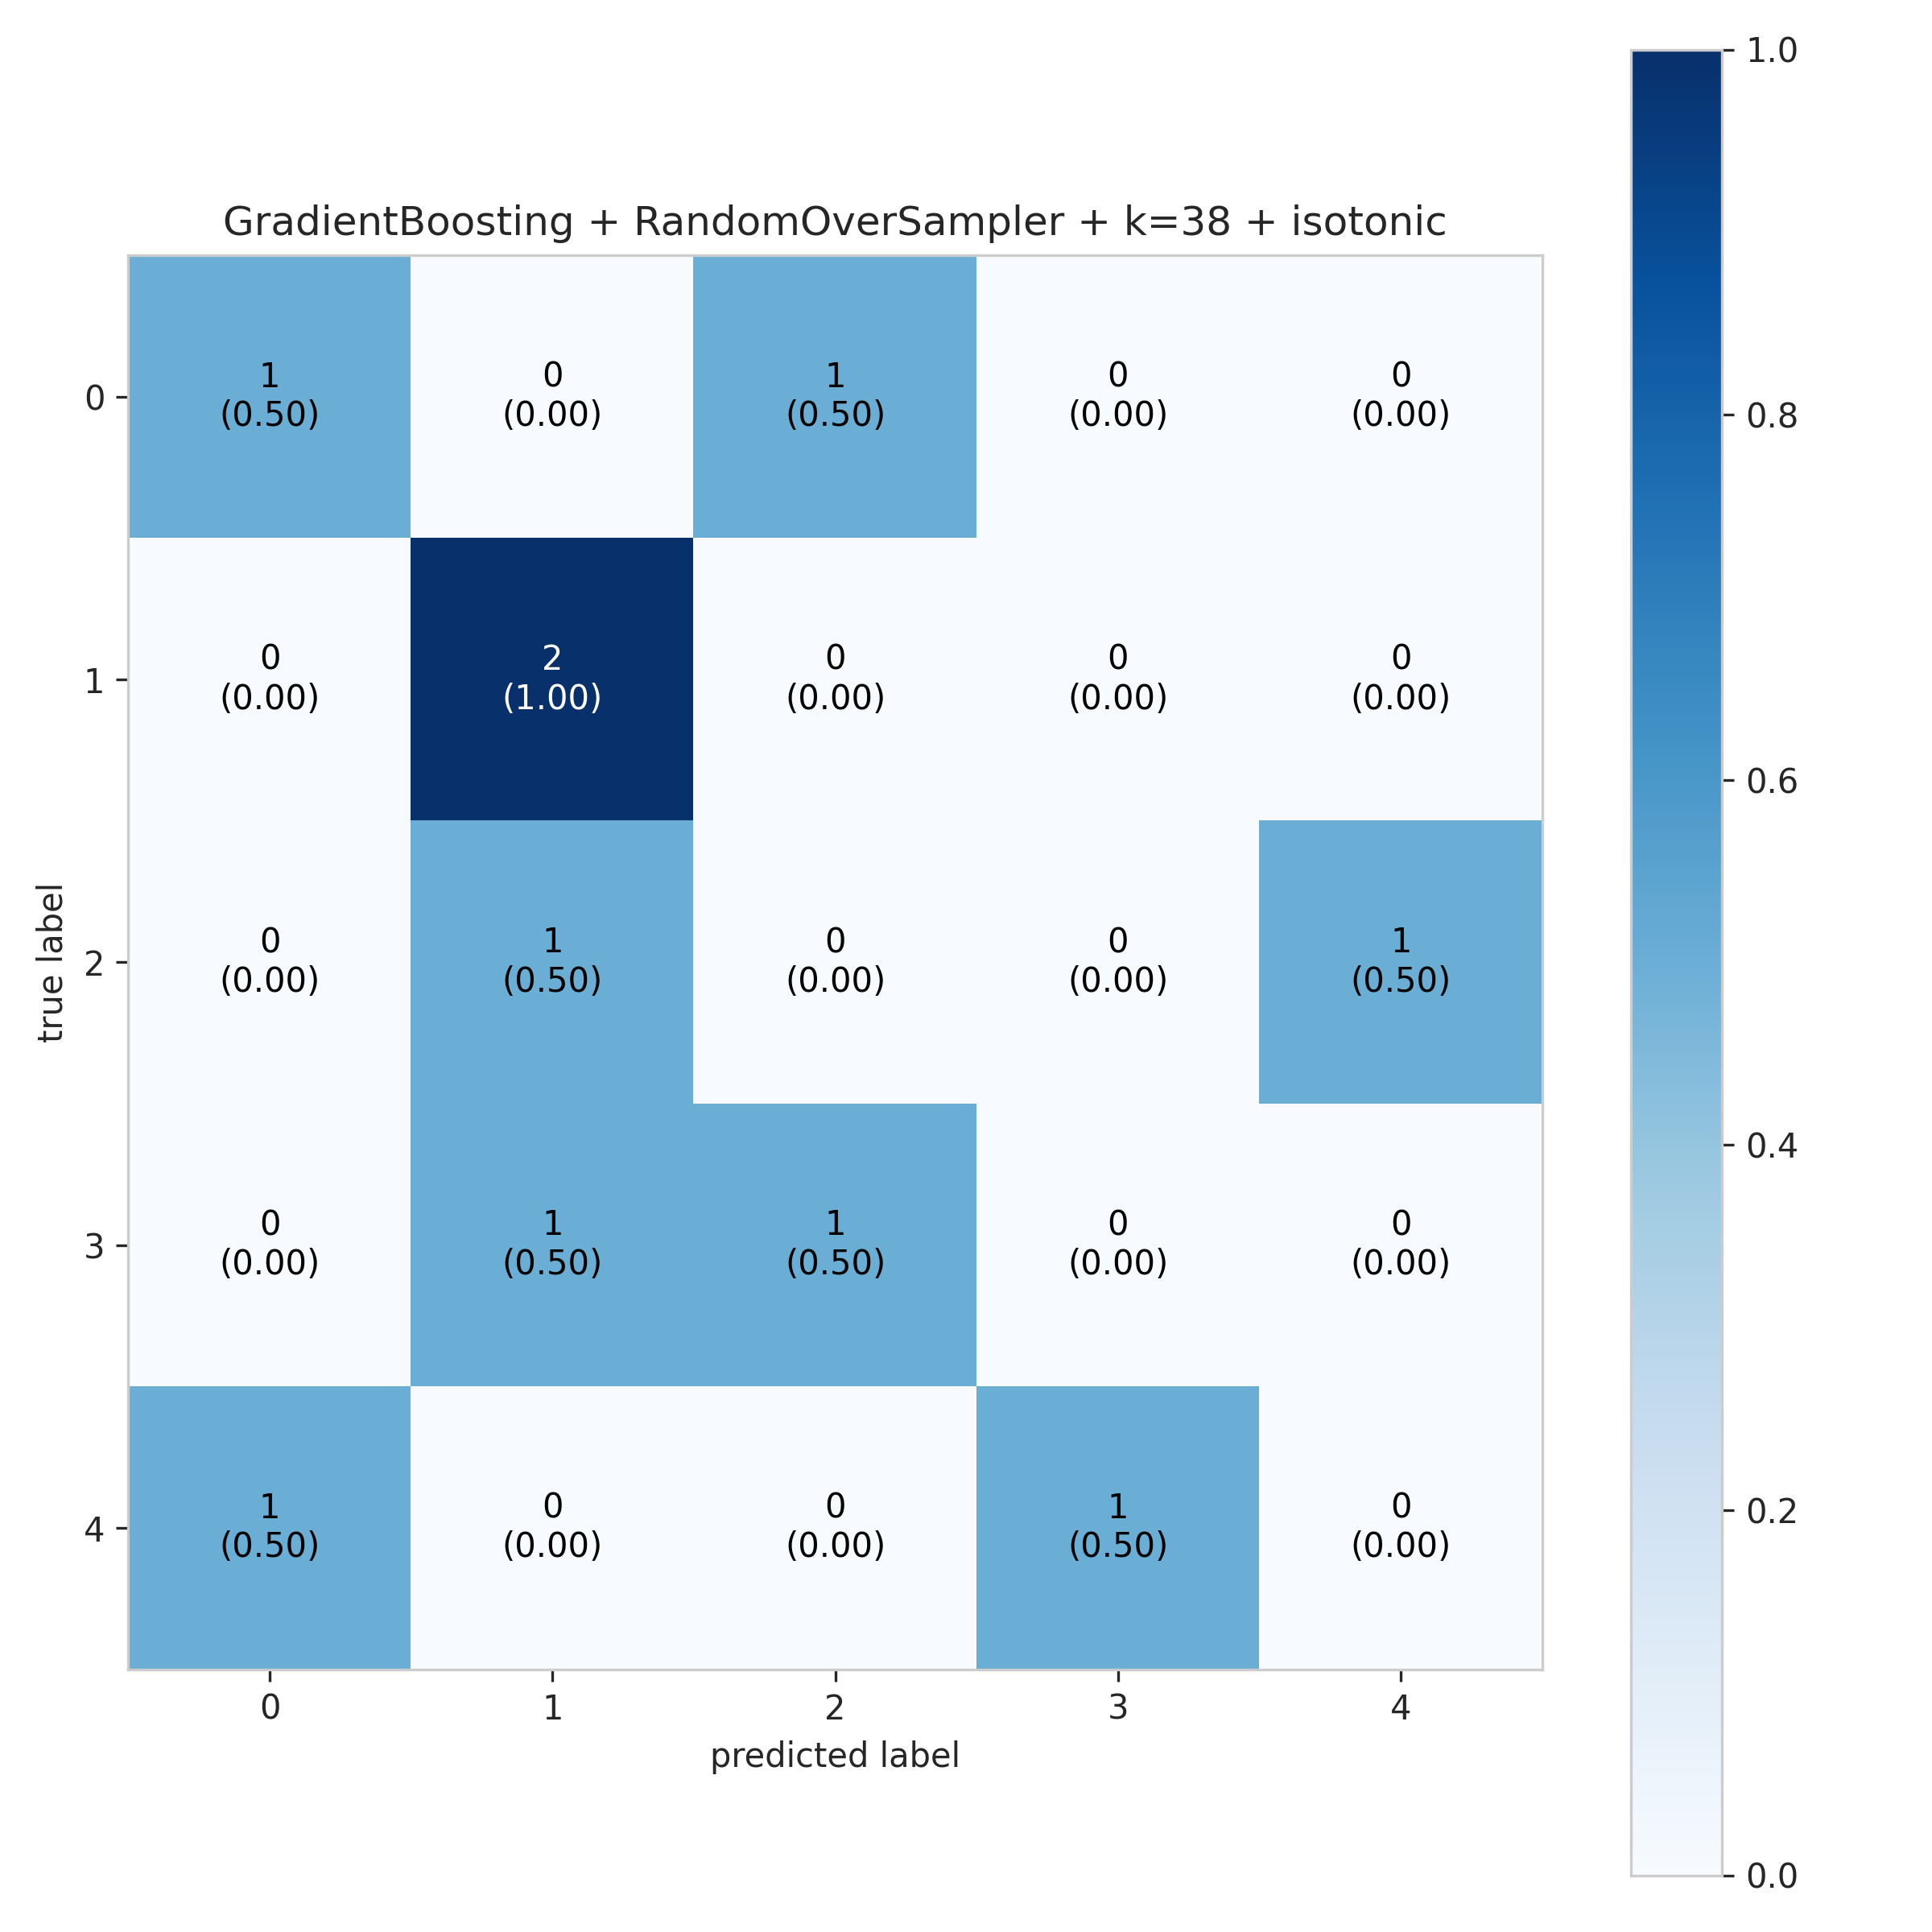 GradientBoosting + RandomOverSampler + k=38 + isotonic
1 0 1 0 0
(0.50) (0.00) (0.50) (0.00) (0.00)
0
0 2 0 0 0
(0.00) (1.00) (0.00) (0.00) (0.00)
1
0 1 0 0 1
(0.00) (0.50) (0.00) (0.00) (0.50)
2
0 1 1 0 0
(0.00) (0.50) (0.50) (0.00) (0.00)
3
1 0 0 1 0
(0.50) (0.00) (0.00) (0.50) (0.00)
4
true label
0 1 2 3 4
predicted label
1.0
0.8
0.6
0.4
0.2
0.0